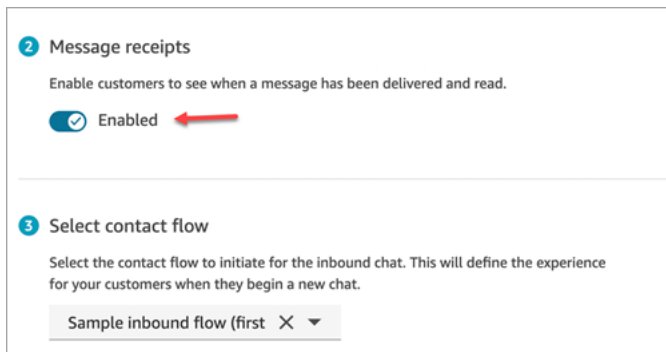 2 Message receipts
Enable customers to see when a message has been delivered and read.
Enabled
3 Select contact flow
Select the contact flow to initiate for the inbound chat. This will define the experience
for your customers when they begin a new chat.
Sample inbound flow (first